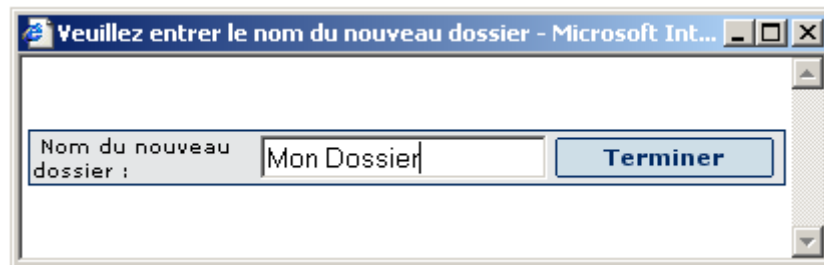 Veuillez entrer le nom du nouveau dossier - Microsoft Int...
Nom du nouveau
dossier :
Mon Dossier
Terminer